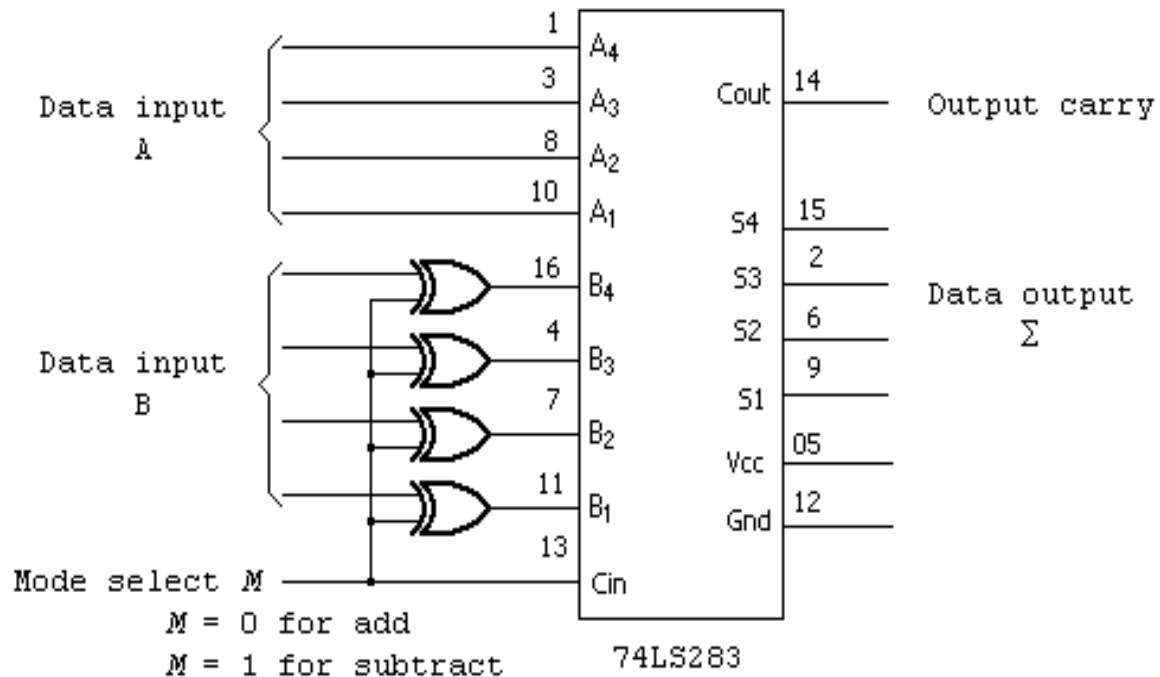 1
A4
3
A3
Data input
A
8
A2
10
A1
16
B4
4
B3
Data input
B
7
B2
11
B1
13
Cin
Mode select M
M = 0 for add
M = 1 for subtract
Cout
14
Output carry
S4
15
S3
2
Data output
Σ
S2
6
S1
9
Vcc
05
Gnd
12
74LS283